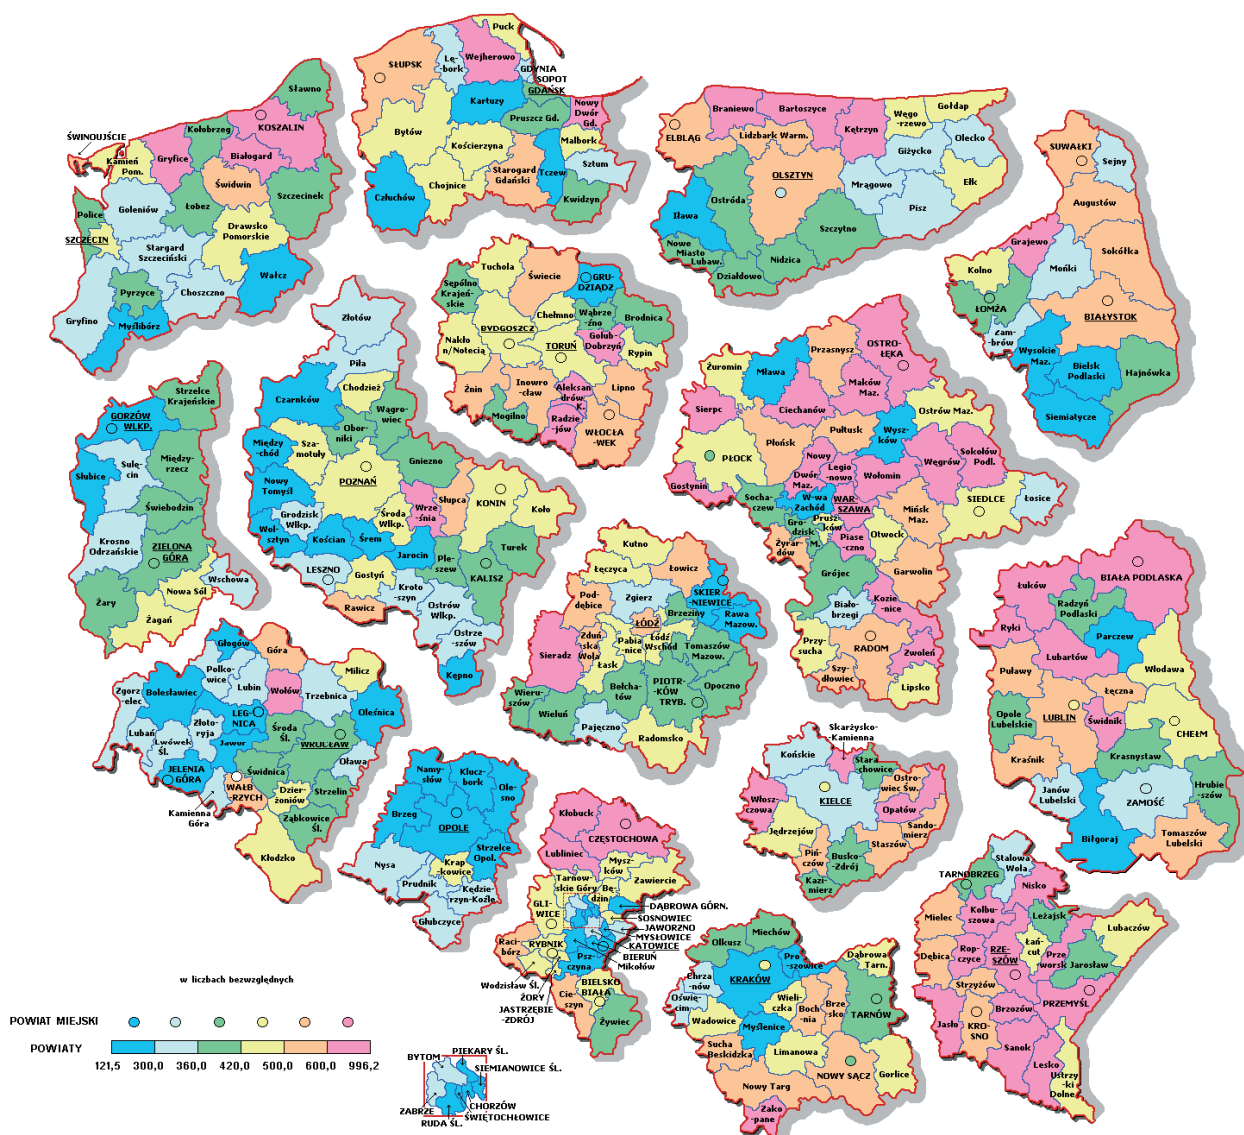 Puck
Wejherowo
Lę-
bork
SŁUPSK
GDYNIA
SOPOT
GDAŃSK
Kartuzy
Pruszcz Gd.
Nowy
Dwór
Gd.
Bytów
Kościerzyna
Malbork
Sztum
Starogard
Gdański
Tczew
Chojnice
Człuchów
Kwidzyn
Sławno
ŚWINOUJŚCIE
Kołobrzeg
KOSZALIN
Kamień
Pom.
Gryfice
Białogard
Świdwin
Szczecinek
Police
Goleniów
Łobez
SZCZECIN
Drawsko
Pomorskie
Stargard
Szczeciński
Wałcz
Pyrzyce
Choszczno
Gryfino
Myślibórz
Braniewo
Bartoszyce
Węgo-
-rzewo
Gołdap
ELBLĄG
Lidzbark Warm.
Kętrzyn
Olecko
Giżycko
OLSZTYN
Mrągowo
Ełk
Pisz
Ostróda
Iława
Szczytno
Nowe
Miasto
Lubaw.
Nidzica
Działdowo
SUWAŁKI
Sejny
Augustów
Grajewo
Sokółka
Kolno
Mońki
ŁOMŻA
BIAŁYSTOK
Zam-
-brów
Wysokie
Maz.
Bielsk
Podlaski
Hajnówka
Siemiatycze
Tuchola
Świecie
GRU-
DZIĄDZ
Sępólno
Krajeń-
skie
Chełmno
Wąbrze-
-źno
Brodnica
BYDGOSZCZ
TORUŃ
Golub-
Dobrzyń
Nakło
n/Notecią
Rypin
Żnin
Inowro
-cław
Aleksan
-drów
K.
Lipno
Mogilno
Radzie-
-jów
WŁOCŁA
-WEK
Złotów
Piła
Chodzież
Czarnków
Wągro-
-wiec
Obor-
niki
Między
-chód
Sza-
motuły
Gniezno
POZNAŃ
Nowy
Tomyśl
Słupca
KONIN
Wrze-
śnia
Koło
Grodzisk
Wlkp.
Środa
Wlkp.
Wol-
sztyn
Kościan
Śrem
Jarocin
Turek
Ple-
szew
LESZNO
Gostyń
KALISZ
Kroto
-szyn
Rawicz
Ostrów
Wlkp.
Ostrze-
-szów
Kępno
Strzelce
Krajeńskie
GORZÓW
WLKP.
Między-
-rzecz
Sulę-
cin
Słubice
Świebodzin
Krosno
Odrzańskie
ZIELONA
GÓRA
Wschowa
Nowa Sól
Żary
Żagań
OSTRO-
ŁĘKA
Przasnysz
Żuromin
Mława
Maków
Maz.
Sierpc
Ciechanów
Ostrów Maz.
Pułtusk
Wysz-
ków
Płońsk
PŁOCK
Sokołów
Podl.
Węgrów
Nowy
Dwór
Maz.
Legio
-nowo
Wołomin
Gostynin
SIEDLCE
Łosice
Socha-
czew
W-wa
Zachód
WAR-
SZAWA
Mińsk
Maz.
Prusz
ków
Gro-
dzisk
M.
Piase-
czno
Otwock
Żyrar-
dów
Garwolin
Grójec
Kozie
-nice
Biało-
brzegi
RADOM
Przy-
sucha
Zwoleń
Szy-
dłowiec
Lipsko
Kutno
Łęczyca
Łowicz
Pod-
dębice
Zgierz
SKIER-
NIEWICE
Brzeziny
Rawa
Mazow.
ŁÓDŹ
Zduń
ska
Wola
Pabia
-nice
Łódź
Wschód
Tomaszów
Mazow.
Sieradz
Łask
Bełcha-
tów
PIOTR-
KÓW
TRYB.
Opoczno
Wieru-
szów
Wieluń
Pajęczno
Radomsko
BIAŁA PODLASKA
Łuków
Radzyń
Podlaski
Ryki
Parczew
Lubartów
Włodawa
Puławy
Łęczna
Opole
Lubelskie
LUBLIN
Świdnik
CHEŁM
Krasnystaw
Kraśnik
Janów
Lubelski
ZAMOŚĆ
Hrubie-
szów
Biłgoraj
Tomaszów
Lubelski
Głogów
Góra
Milicz
Zgorz
-elec
Polko-
wice
Bolesławiec
Lubin
Wołów
Trzebnica
Oleśnica
LEG-
NICA
Złoto-
ryja
Środa
Śl.
WROCŁAW
Lubań
Lwówek
Śl.
Jawor
Oława
JELENIA
GÓRA
Świdnica
WAŁB
-RZYCH
Dzier-
żoniów
Strzelin
Kamienna
Góra
Ząbkowice
Śl.
Kłodzko
Namy-
słów
Klucz-
bork
Ole-
sno
Brzeg
OPOLE
Strzelce
Opol.
Nysa
Krap
-kowice
Prudnik
Kędzie-
rzyn-Koźle
Głubczyce
Kłobuck
CZĘSTOCHOWA
Lubliniec
Mysz-
ków
Tarnow
-skie Góry
Bę-
dzin
Zawiercie
GLI-
WICE
DĄBROWA GÓRN.
SOSNOWIEC
JAWORZNO
MYSŁOWICE
KATOWICE
BIERUŃ
Mikołów
Raci-
bórz
RYBNIK
Psz-
czyna
Wodzisław Śl.
ŻORY
JASTRZĘBIE
-ZDRÓJ
BIELSKO
BIAŁA
Cie-
szyn
Żywiec
Skarżysko-
-Kamienna
Końskie
Stara
-chowice
Ostro-
wiec Św.
KIELCE
Włosz-
czowa
Opatów
Jędrzejów
Sando-
mierz
Staszów
Piń-
czów
Busko
-Zdrój
Kazi-
mierz
Olkusz
Miechów
Pro-
szowice
Dąbrowa
Tarn.
Chrza
-nów
KRAKÓW
Oświę-
cim
Wieli-
czka
Boch-
nia
Brze-
sko
TARNÓW
Wadowice
Myślenice
Sucha
Beskidzka
Limanowa
NOWY SĄCZ
Gorlice
Nowy Targ
Zako-
pane
Stalowa
Wola
TARNOBRZEG
Nisko
Kolbu-
szowa
Leżajsk
Mielec
Lubaczów
Łań-
cut
Rop-
czyce
RZE-
SZÓW
Prze-
worsk
Dębica
Jarosław
Strzyżów
PRZEMYŚL
Brzozów
Jasło
KRO-
SNO
Sanok
Lesko
Ustrzy
-ki
Dolne
w liczbach bezwzględnych
POWIAT MIEJSKI
POWIATY
121,5 300,0 360,0 420,0 500,0 600,0 996,2
BYTOM
PIEKARY ŚL.
SIEMIANOWICE ŚL.
ZABRZE
CHORZÓW
ŚWIĘTOCHŁOWICE
RUDA ŚL.